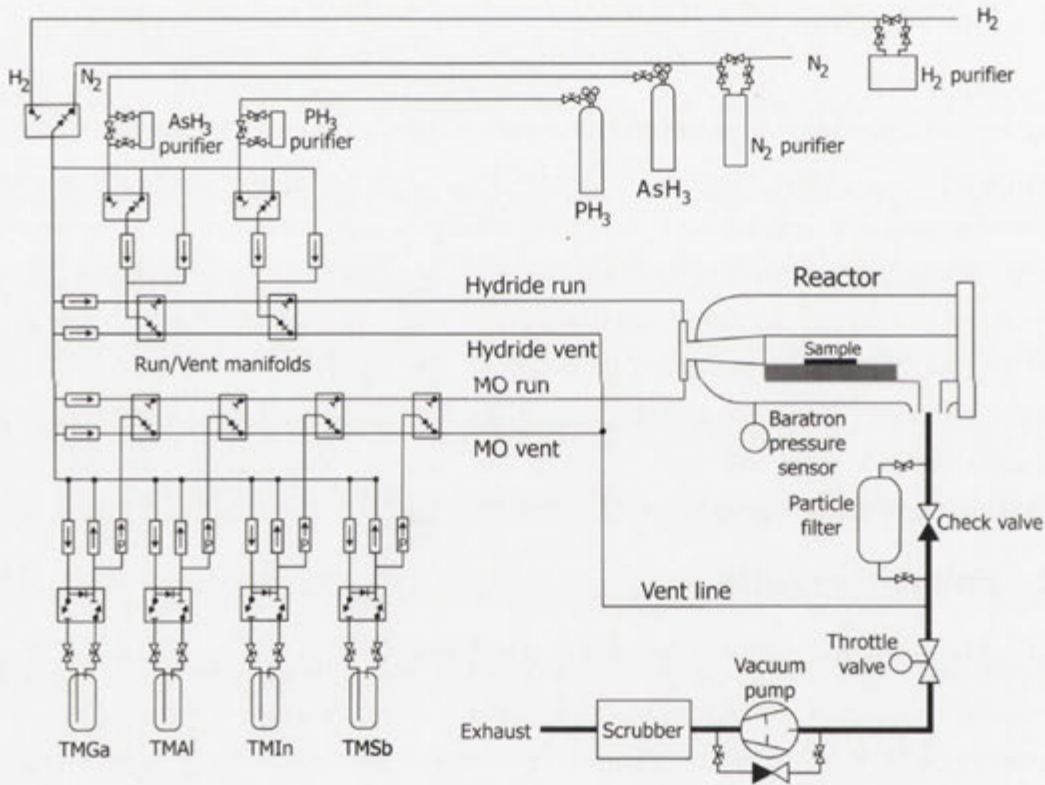 H₂
H₂
N₂
N₂
H₂ purifier
AsH₃
purifier
PH₃
purifier
N₂ purifier
AsH₃
PH₃
Hydride run
Reactor
Sample
Hydride vent
Run/Vent manifolds
MO run
MO vent
Baratron
pressure
sensor
Particle
filter
Check valve
Vent line
Throttle
valve
Vacuum
pump
Exhaust
Scrubber
TMGa
TMAl
TMIn
TMSb